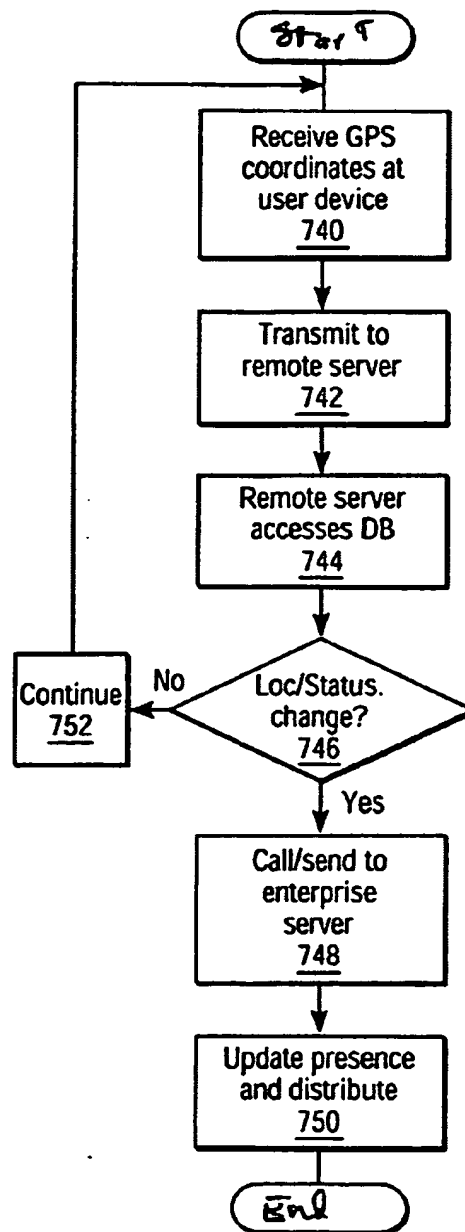 Start
Receive GPS
coordinates at
user device
740
Transmit to
remote server
742
Remote server
accesses DB
744
Loc/Status.
change?
746
No
Continue
752
Yes
Call/send to
enterprise
server
748
Update presence
and distribute
750
End